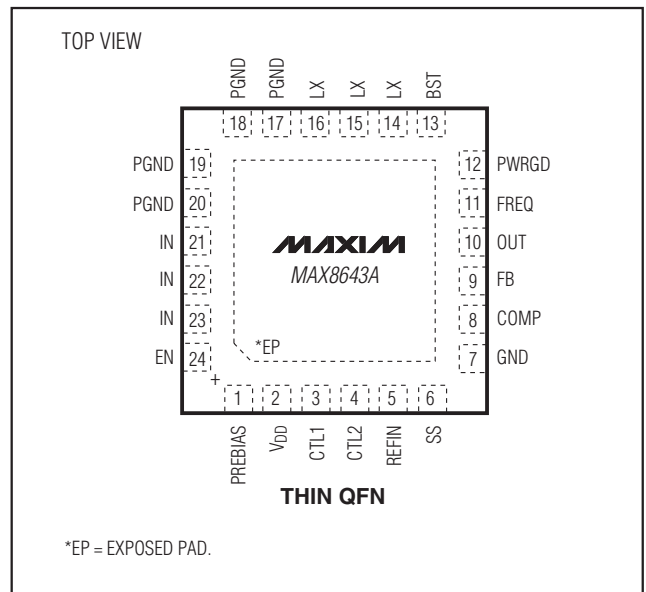 TOP VIEW
PGND
PGND
LX
LX
LX
BST
18 17 16 15 14 13
PGND 19
PGND 20
IN 21
IN 22
IN 23
EN 24
12 PWRGD
11 FREQ
10 OUT
9 FB
8 COMP
7 GND
MAXIM
MAX8643A
*EP
+
1 2 3 4 5 6
PREBIAS
VDD
CTL1
CTL2
REFIN
SS
THIN QFN
*EP = EXPOSED PAD.